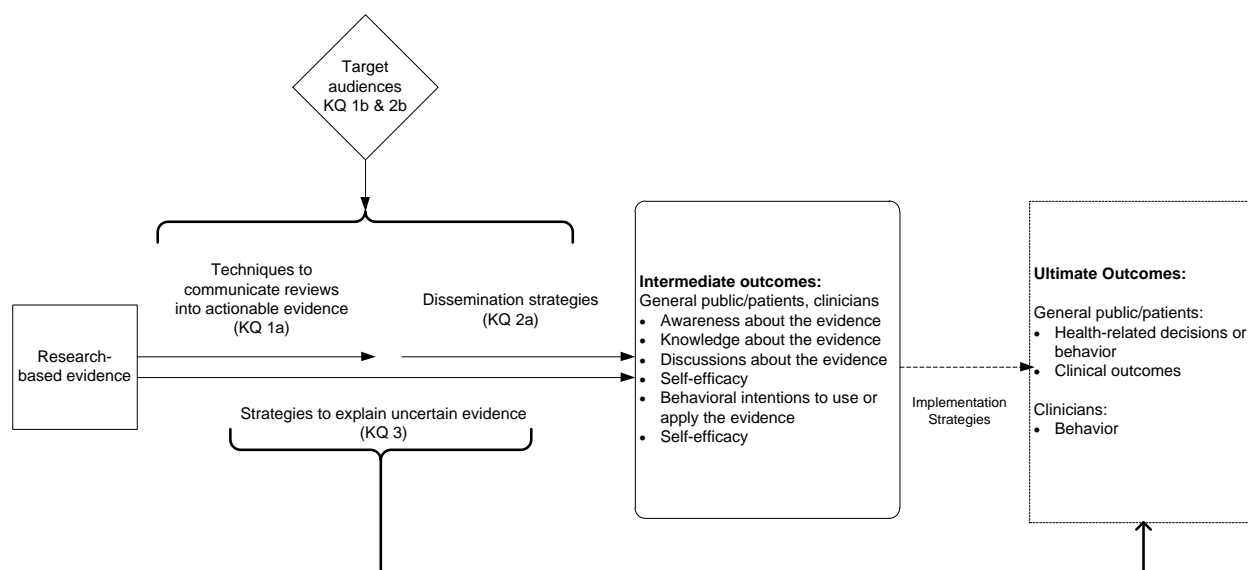 Target
audiences
KQ 1b & 2b
Techniques to
communicate reviews
into actionable evidence
(KQ 1a)
Dissemination strategies
(KQ 2a)
Research-
based evidence
Strategies to explain uncertain evidence
(KQ 3)
Intermediate outcomes:
General public/patients, clinicians
• Awareness about the evidence
• Knowledge about the evidence
• Discussions about the evidence
• Self-efficacy
• Behavioral intentions to use or
apply the evidence
• Self-efficacy
Implementation
Strategies
Ultimate Outcomes:
General public/patients:
• Health-related decisions or
behavior
• Clinical outcomes
Clinicians:
• Behavior